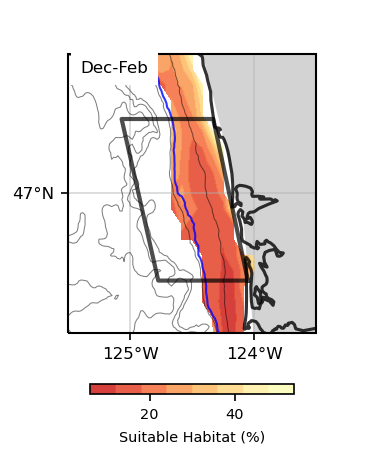 Dec-Feb
47°N
125°W 124°W
20 40
Suitable Habitat (%)